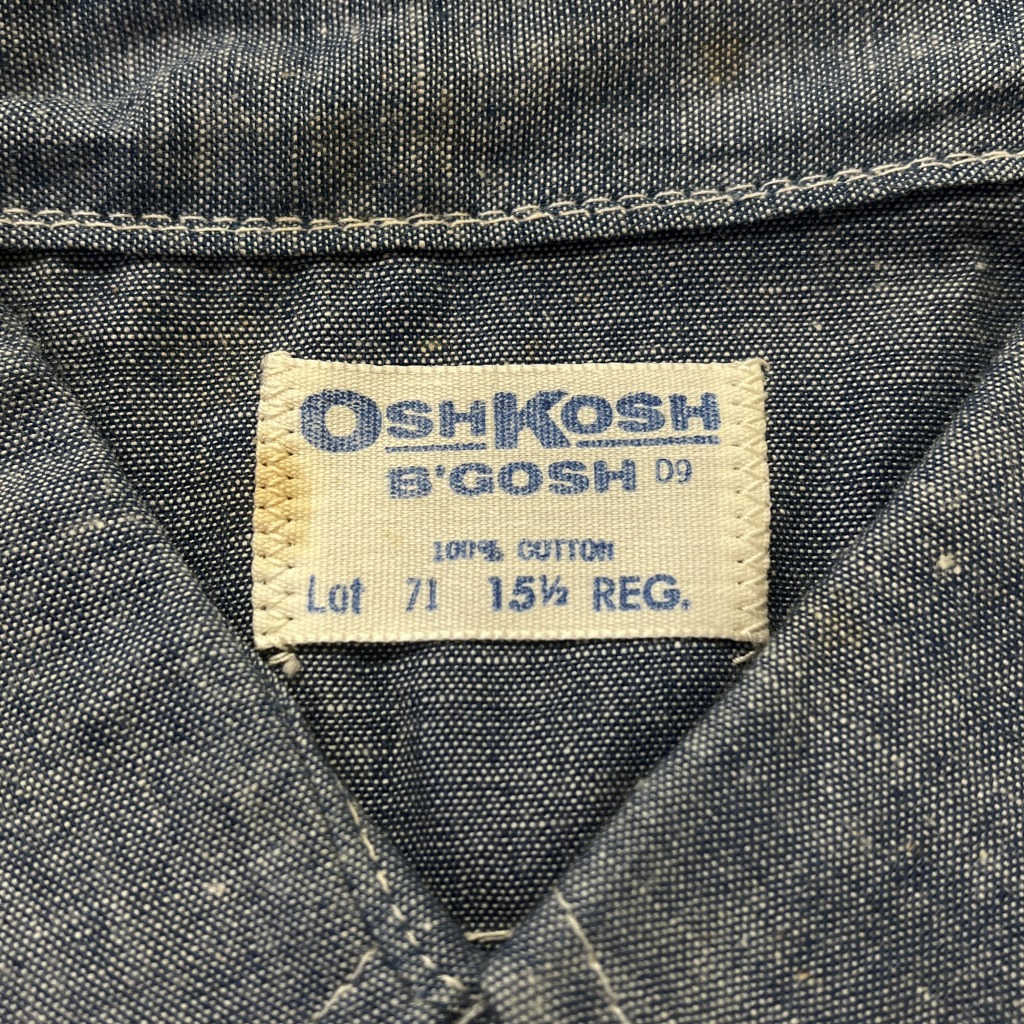 OSHKOSH
B'GOSH D9
100% COTTON
Lot 71 15½ REG.